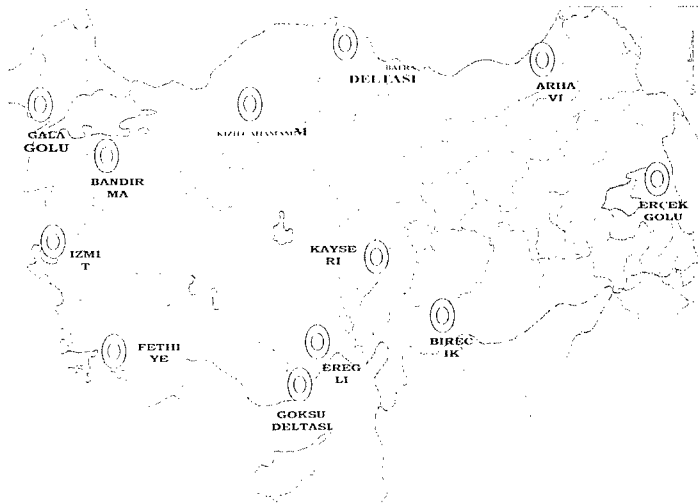 BAFRA
DELTASI
ARHA
VI
GALA
GOLU
KIZILCAHAMAM
BANDIR
MA
ERÇEK
GOLU
IZMI
T
KAYSE
RI
FETHI
YE
BIREC
IK
EREG
LI
GOKSU
DELTASI